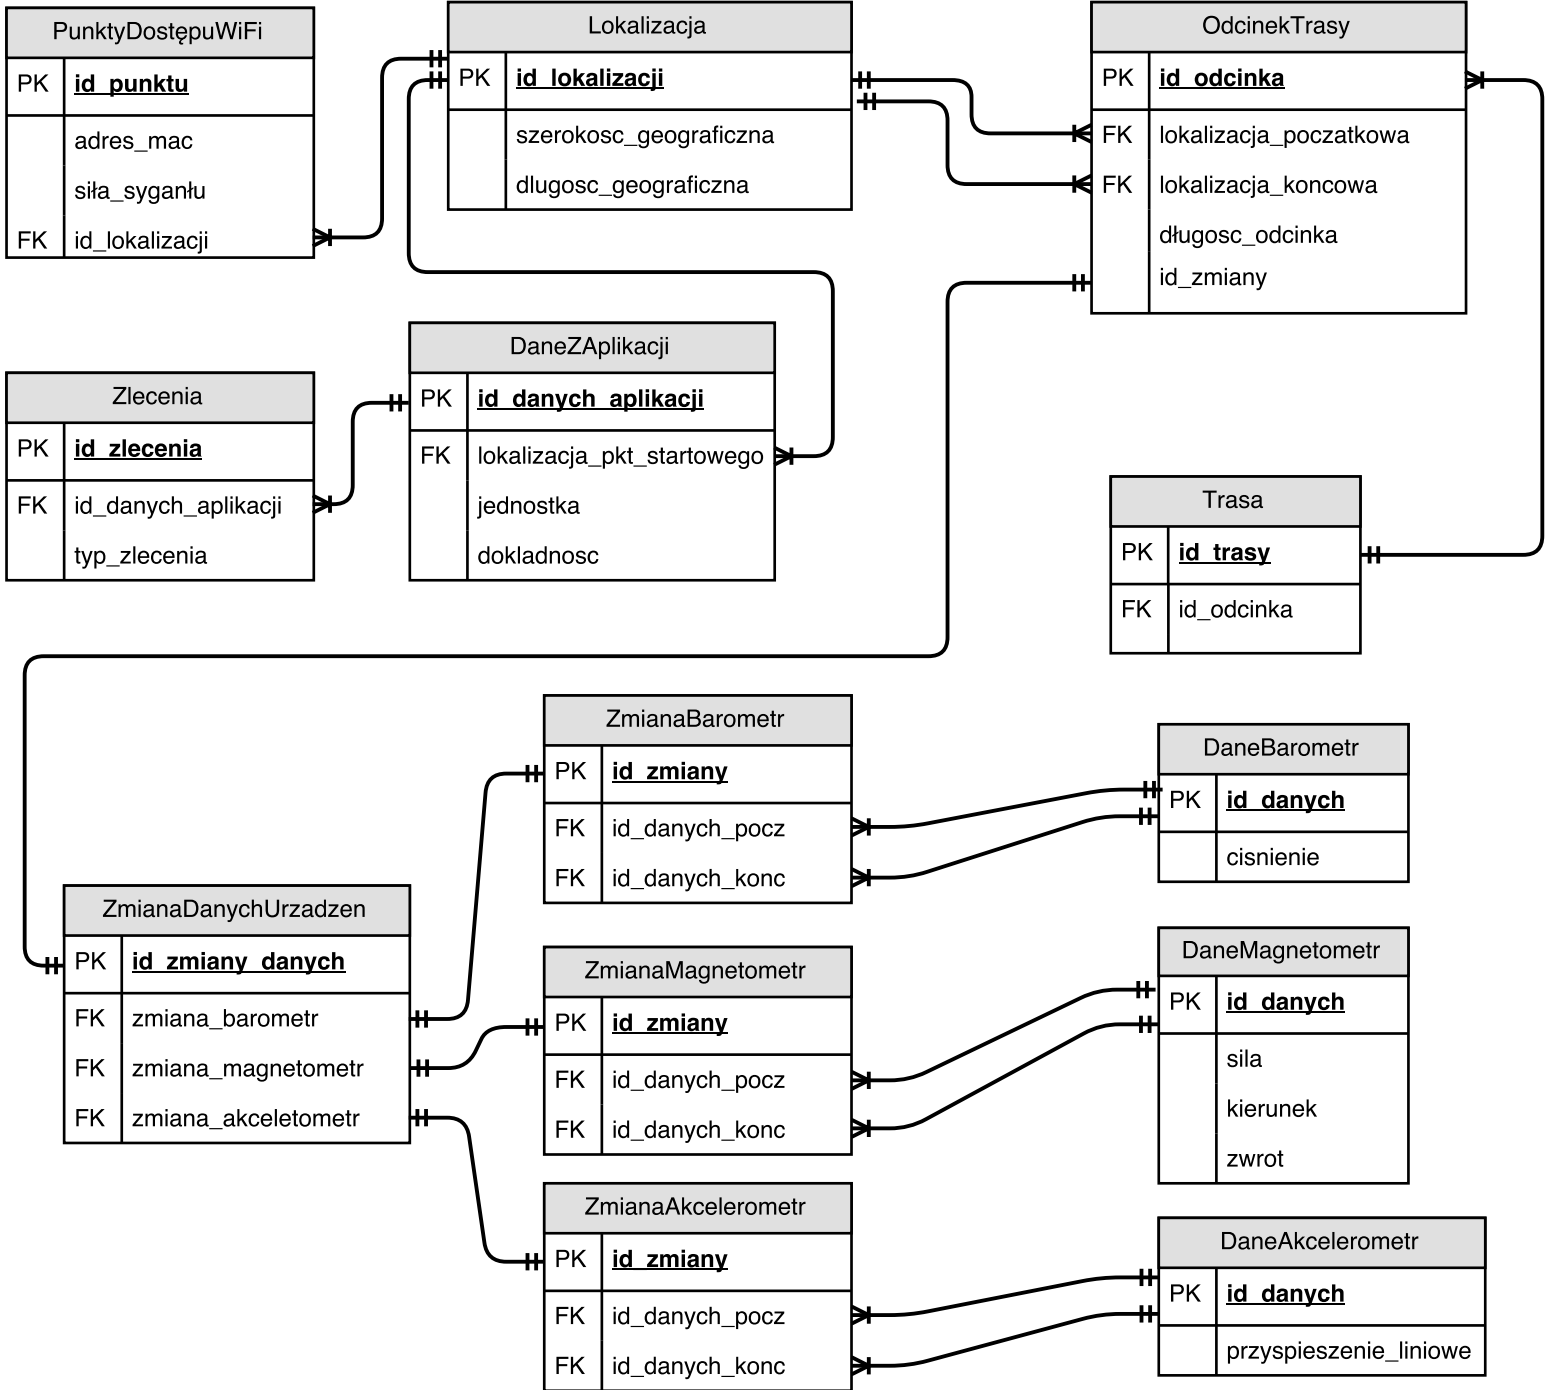 PunktyDostępuWiFi
PK id_punktu
adres_mac
siła_syganłu
FK id_lokalizacji
Lokalizacja
PK id_lokalizacji
szerokosc_geograficzna
dlugosc_geograficzna
OdcinekTrasy
PK id_odcinka
FK lokalizacja_poczatkowa
FK lokalizacja_koncowa
długosc_odcinka
id_zmiany
Zlecenia
PK id_zlecenia
FK id_danych_aplikacji
typ_zlecenia
DaneZAplikacji
PK id_danych_aplikacji
FK lokalizacja_pkt_startowego
jednostka
dokladnosc
Trasa
PK id_trasy
FK id_odcinka
ZmianaDanychUrzadzen
PK id_zmiany_danych
FK zmiana_barometr
FK zmiana_magnetometr
FK zmiana_akceletometr
ZmianaBarometr
PK id_zmiany
FK id_danych_pocz
FK id_danych_konc
DaneBarometr
PK id_danych
cisnienie
ZmianaMagnetometr
PK id_zmiany
FK id_danych_pocz
FK id_danych_konc
DaneMagnetometr
PK id_danych
sila
kierunek
zwrot
ZmianaAkcelerometr
PK id_zmiany
FK id_danych_pocz
FK id_danych_konc
DaneAkcelerometr
PK id_danych
przyspieszenie_liniowe